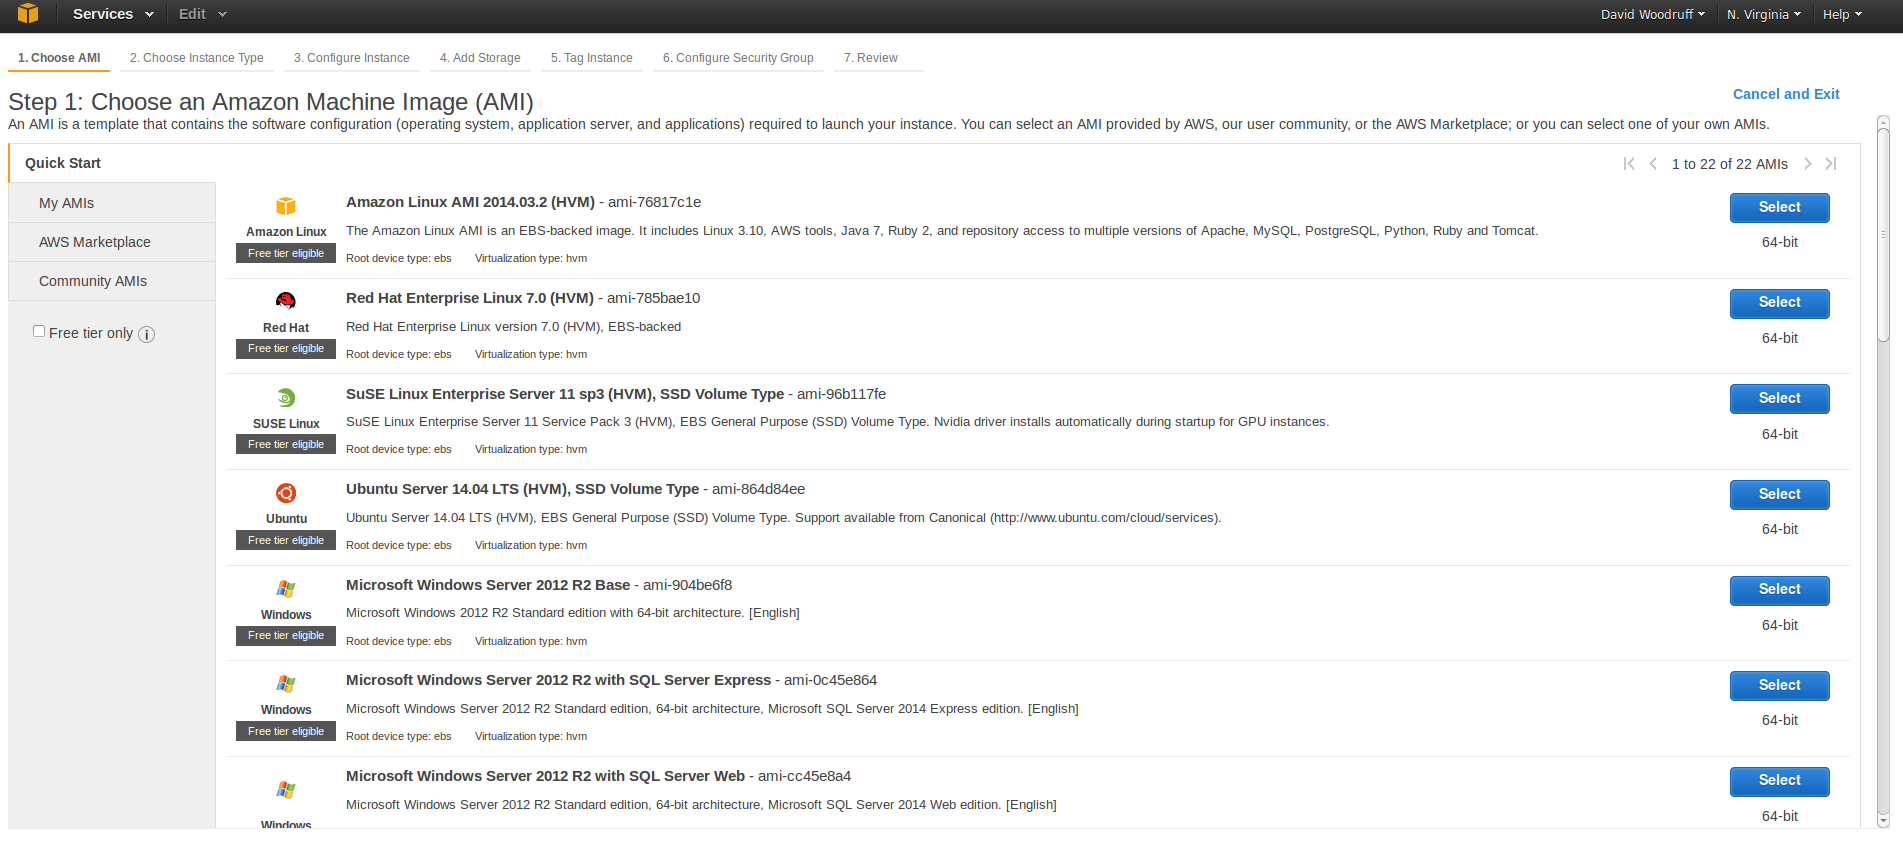 Services Edit David Woodruff N. Virginia Help
1. Choose AMI 2. Choose Instance Type 3. Configure Instance 4. Add Storage 5. Tag Instance 6. Configure Security Group 7. Review
Step 1: Choose an Amazon Machine Image (AMI)
Cancel and Exit
An AMI is a template that contains the software configuration (operating system, application server, and applications) required to launch your instance. You can select an AMI provided by AWS, our user community, or the AWS Marketplace; or you can select one of your own AMIs.
Quick Start
My AMIs
AWS Marketplace
Community AMIs
Free tier only
1 to 22 of 22 AMIs
Amazon Linux
Free tier eligible
Amazon Linux AMI 2014.03.2 (HVM) - ami-76817c1e
The Amazon Linux AMI is an EBS-backed image. It includes Linux 3.10, AWS tools, Java 7, Ruby 2, and repository access to multiple versions of Apache, MySQL, PostgreSQL, Python, Ruby and Tomcat.
Root device type: ebs Virtualization type: hvm
Select
64-bit
Red Hat
Free tier eligible
Red Hat Enterprise Linux 7.0 (HVM) - ami-785bae10
Red Hat Enterprise Linux version 7.0 (HVM), EBS-backed
Root device type: ebs Virtualization type: hvm
Select
64-bit
SUSE Linux
Free tier eligible
SuSE Linux Enterprise Server 11 sp3 (HVM), SSD Volume Type - ami-96b117fe
SuSE Linux Enterprise Server 11 Service Pack 3 (HVM), EBS General Purpose (SSD) Volume Type. Nvidia driver installs automatically during startup for GPU instances.
Root device type: ebs Virtualization type: hvm
Select
64-bit
Ubuntu
Free tier eligible
Ubuntu Server 14.04 LTS (HVM), SSD Volume Type - ami-864d84ee
Ubuntu Server 14.04 LTS (HVM), EBS General Purpose (SSD) Volume Type. Support available from Canonical (http://www.ubuntu.com/cloud/services).
Root device type: ebs Virtualization type: hvm
Select
64-bit
Windows
Free tier eligible
Microsoft Windows Server 2012 R2 Base - ami-904be6f8
Microsoft Windows 2012 R2 Standard edition with 64-bit architecture. [English]
Root device type: ebs Virtualization type: hvm
Select
64-bit
Windows
Free tier eligible
Microsoft Windows Server 2012 R2 with SQL Server Express - ami-0c45e864
Microsoft Windows Server 2012 R2 Standard edition, 64-bit architecture, Microsoft SQL Server 2014 Express edition. [English]
Root device type: ebs Virtualization type: hvm
Select
64-bit
Windows
Microsoft Windows Server 2012 R2 with SQL Server Web - ami-cc45e8a4
Microsoft Windows Server 2012 R2 Standard edition, 64-bit architecture, Microsoft SQL Server 2014 Web edition. [English]
Select
64-bit